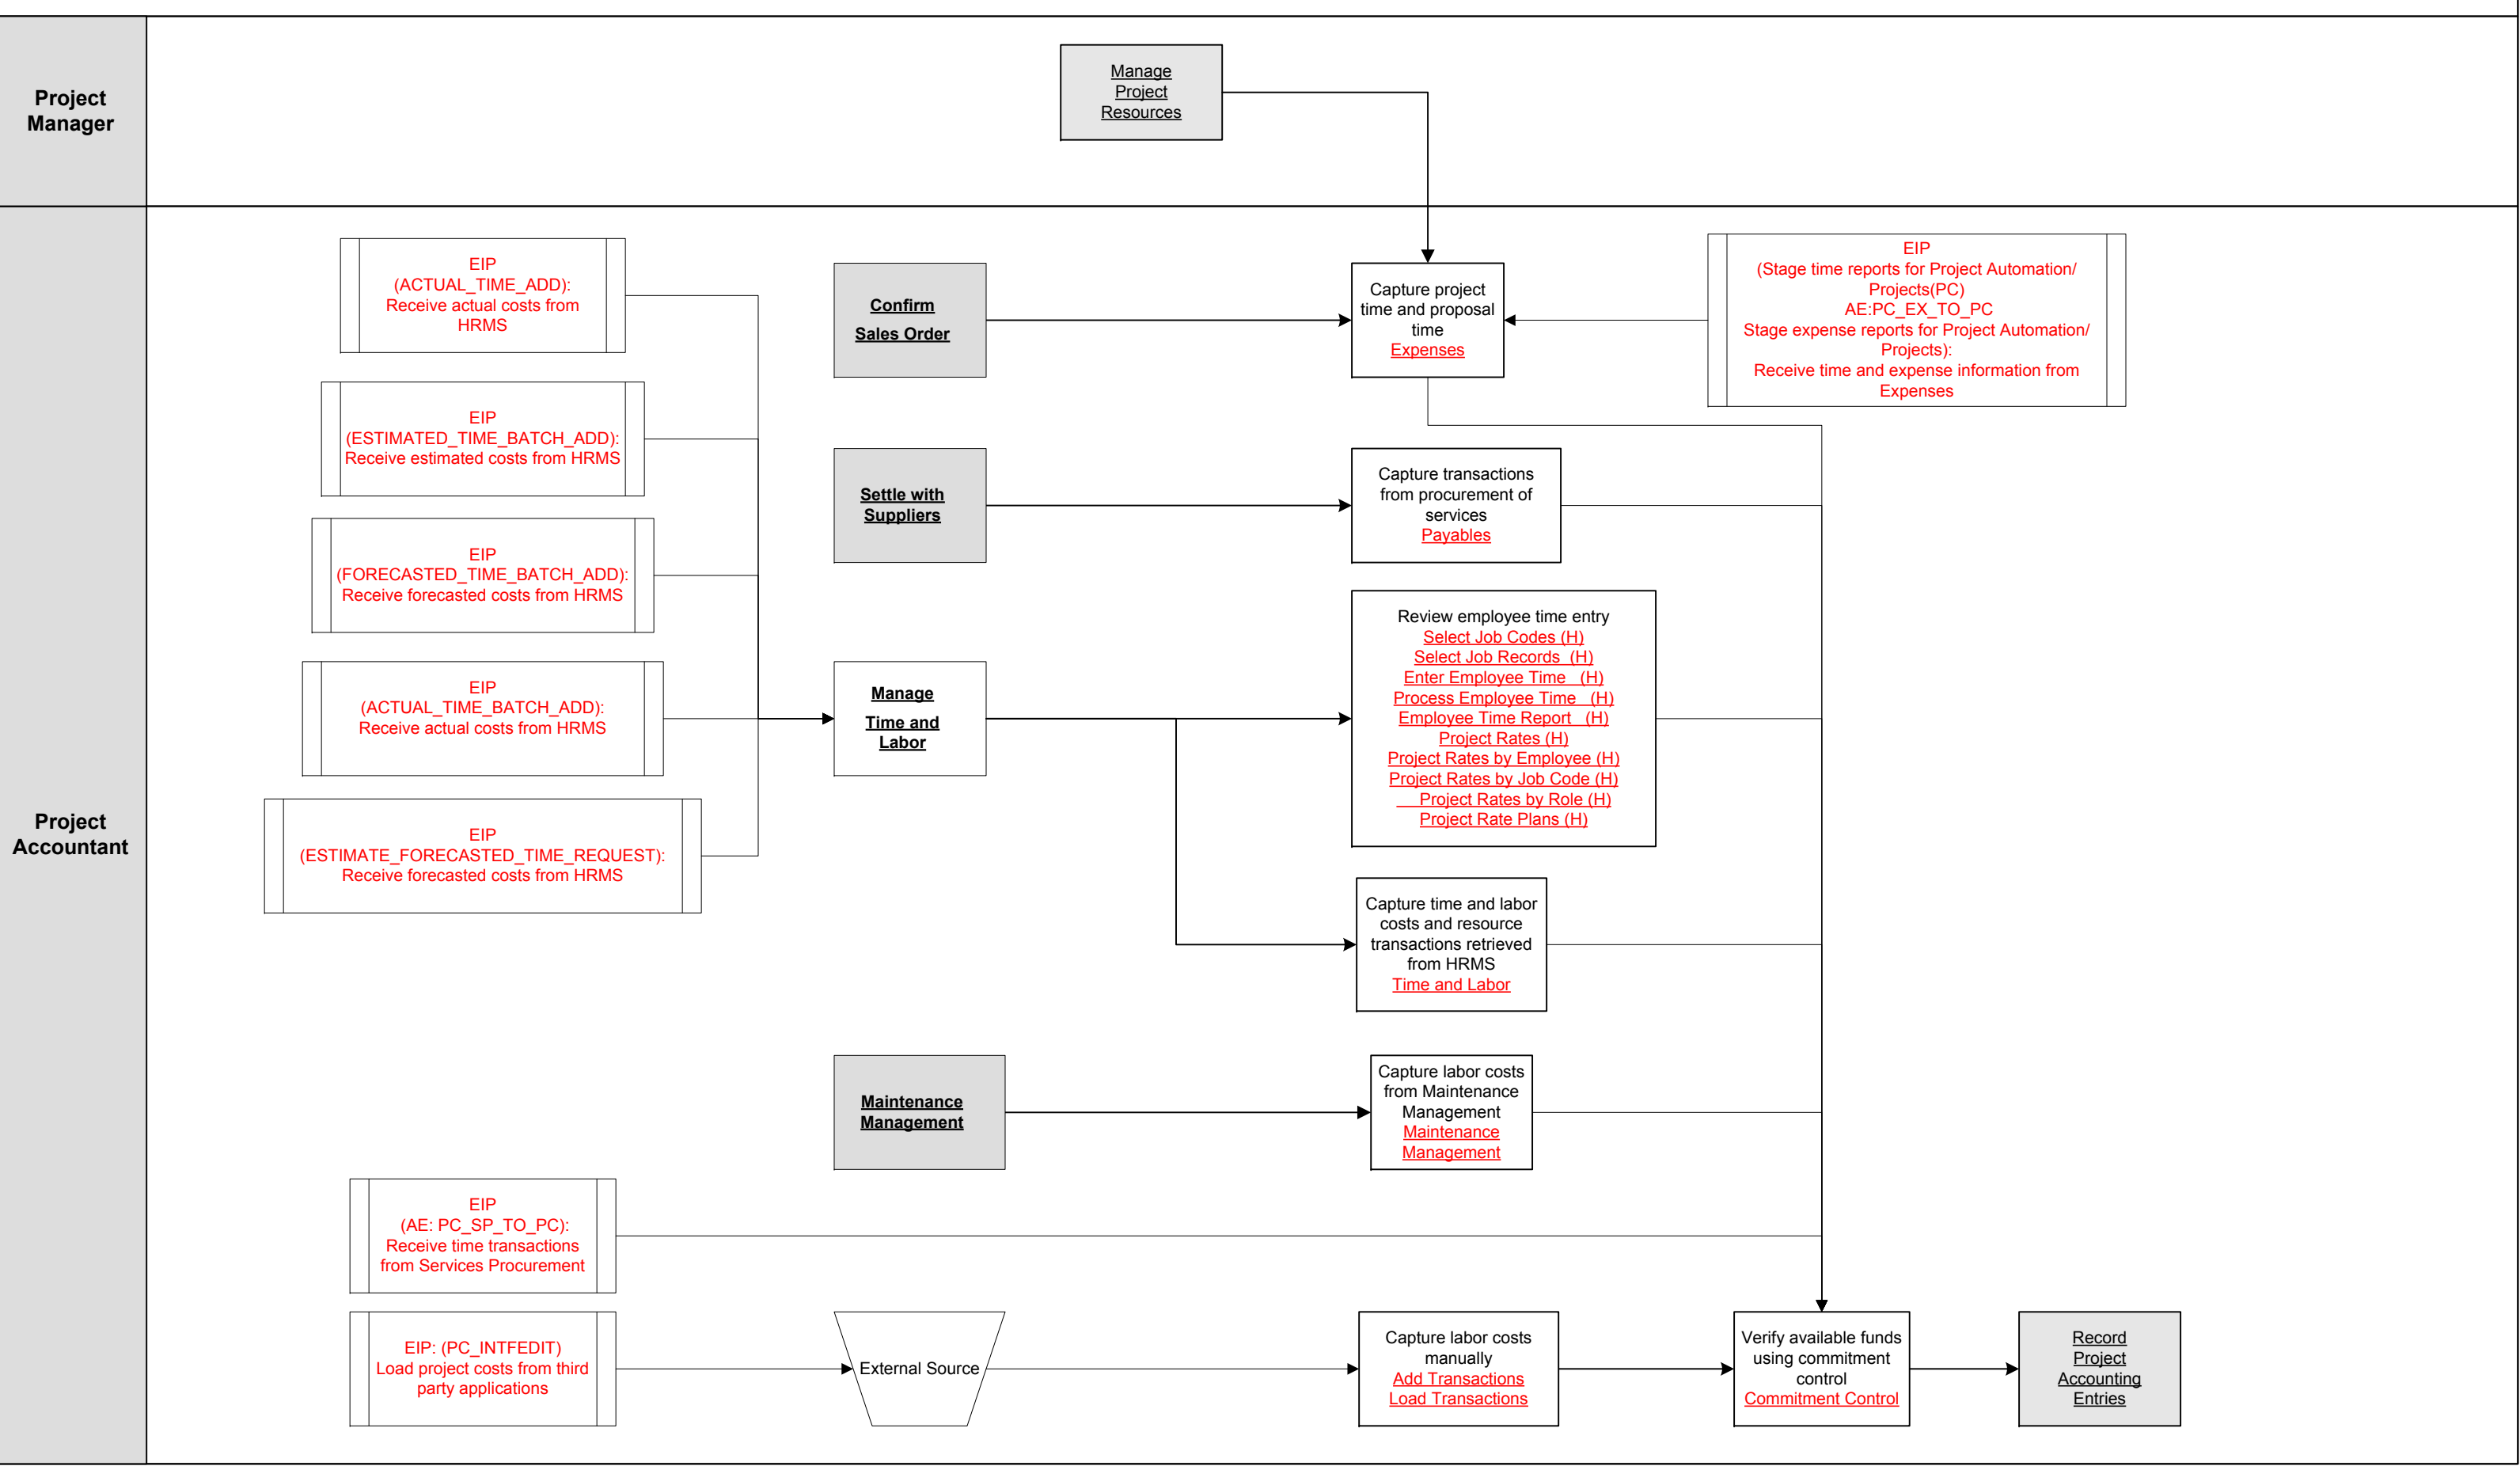 Project
Manager
Manage
Project
Resources
Project
Accountant
EIP
(ACTUAL_TIME_ADD):
Receive actual costs from
HRMS
Confirm
Sales Order
Capture project
time and proposal
time
Expenses
EIP
(Stage time reports for Project Automation/
Projects(PC)
AE:PC_EX_TO_PC
Stage expense reports for Project Automation/
Projects):
Receive time and expense information from
Expenses
EIP
(ESTIMATED_TIME_BATCH_ADD):
Receive estimated costs from HRMS
Settle with
Suppliers
Capture transactions
from procurement of
services
Payables
EIP
(FORECASTED_TIME_BATCH_ADD):
Receive forecasted costs from HRMS
EIP
(ACTUAL_TIME_BATCH_ADD):
Receive actual costs from HRMS
Manage
Time and
Labor
Review employee time entry
Select Job Codes (H)
Select Job Records  (H)
Enter Employee Time   (H)
Process Employee Time   (H)
Employee Time Report   (H)
Project Rates (H)
Project Rates by Employee (H)
Project Rates by Job Code (H)
Project Rates by Role (H)
Project Rate Plans (H)
EIP
(ESTIMATE_FORECASTED_TIME_REQUEST):
Receive forecasted costs from HRMS
Capture time and labor
costs and resource
transactions retrieved
from HRMS
Time and Labor
Maintenance
Management
Capture labor costs
from Maintenance
Management
Maintenance
Management
EIP
(AE: PC_SP_TO_PC):
Receive time transactions
from Services Procurement
EIP: (PC_INTFEDIT)
Load project costs from third
party applications
External Source
Capture labor costs
manually
Add Transactions
Load Transactions
Verify available funds
using commitment
control
Commitment Control
Record
Project
Accounting
Entries